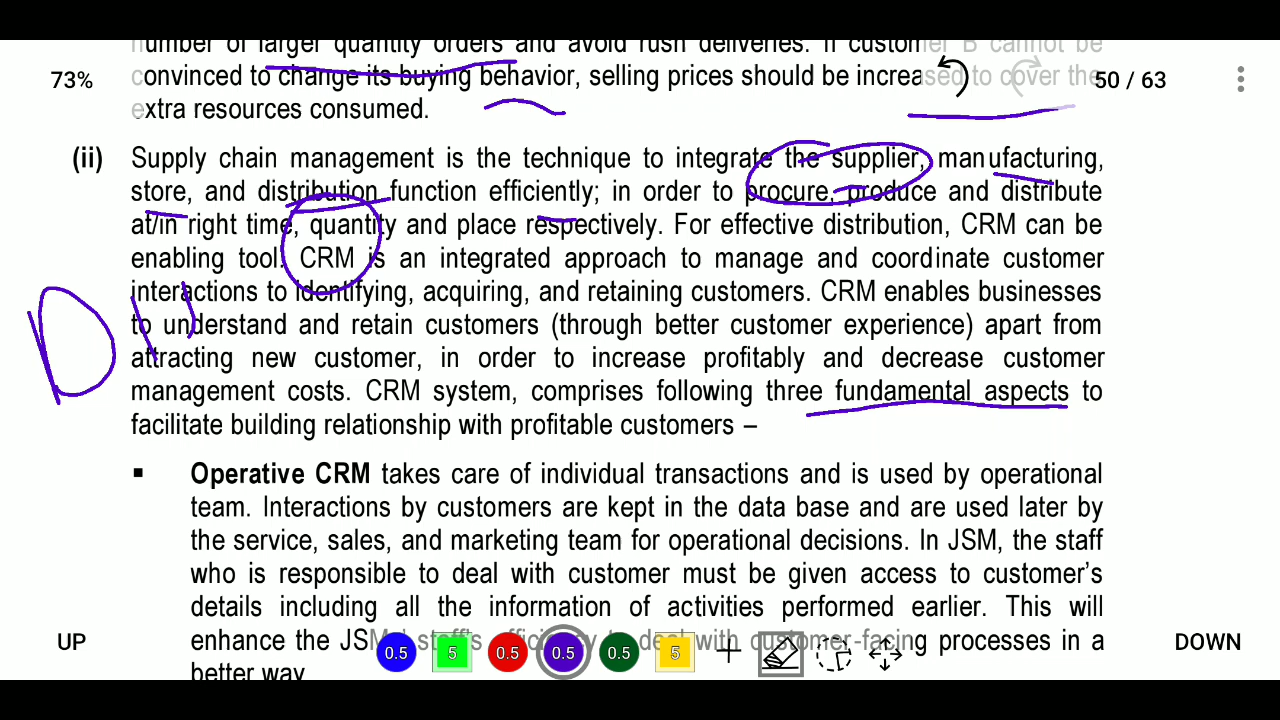 number of larger quantity orders and avoid rush deliveries. If customer B cannot be
73%
convinced to change its buying behavior, selling prices should be increased to cover the
50 / 63
extra resources consumed.
(ii) Supply chain management is the technique to integrate the supplier, manufacturing,
store, and distribution function efficiently; in order to procure, produce and distribute
at/in right time, quantity and place respectively. For effective distribution, CRM can be
enabling tool. CRM is an integrated approach to manage and coordinate customer
interactions to identifying, acquiring, and retaining customers. CRM enables businesses
to understand and retain customers (through better customer experience) apart from
attracting new customer, in order to increase profitably and decrease customer
management costs. CRM system, comprises following three fundamental aspects to
facilitate building relationship with profitable customers –
▪ Operative CRM takes care of individual transactions and is used by operational
team. Interactions by customers are kept in the data base and are used later by
the service, sales, and marketing team for operational decisions. In JSM, the staff
who is responsible to deal with customer must be given access to customer's
details including all the information of activities performed earlier. This will
enhance the JSM' staff's efficiency to deal with customer-facing processes in a
better way
UP
0.5 5 0.5 0.5 0.5 5
DOWN